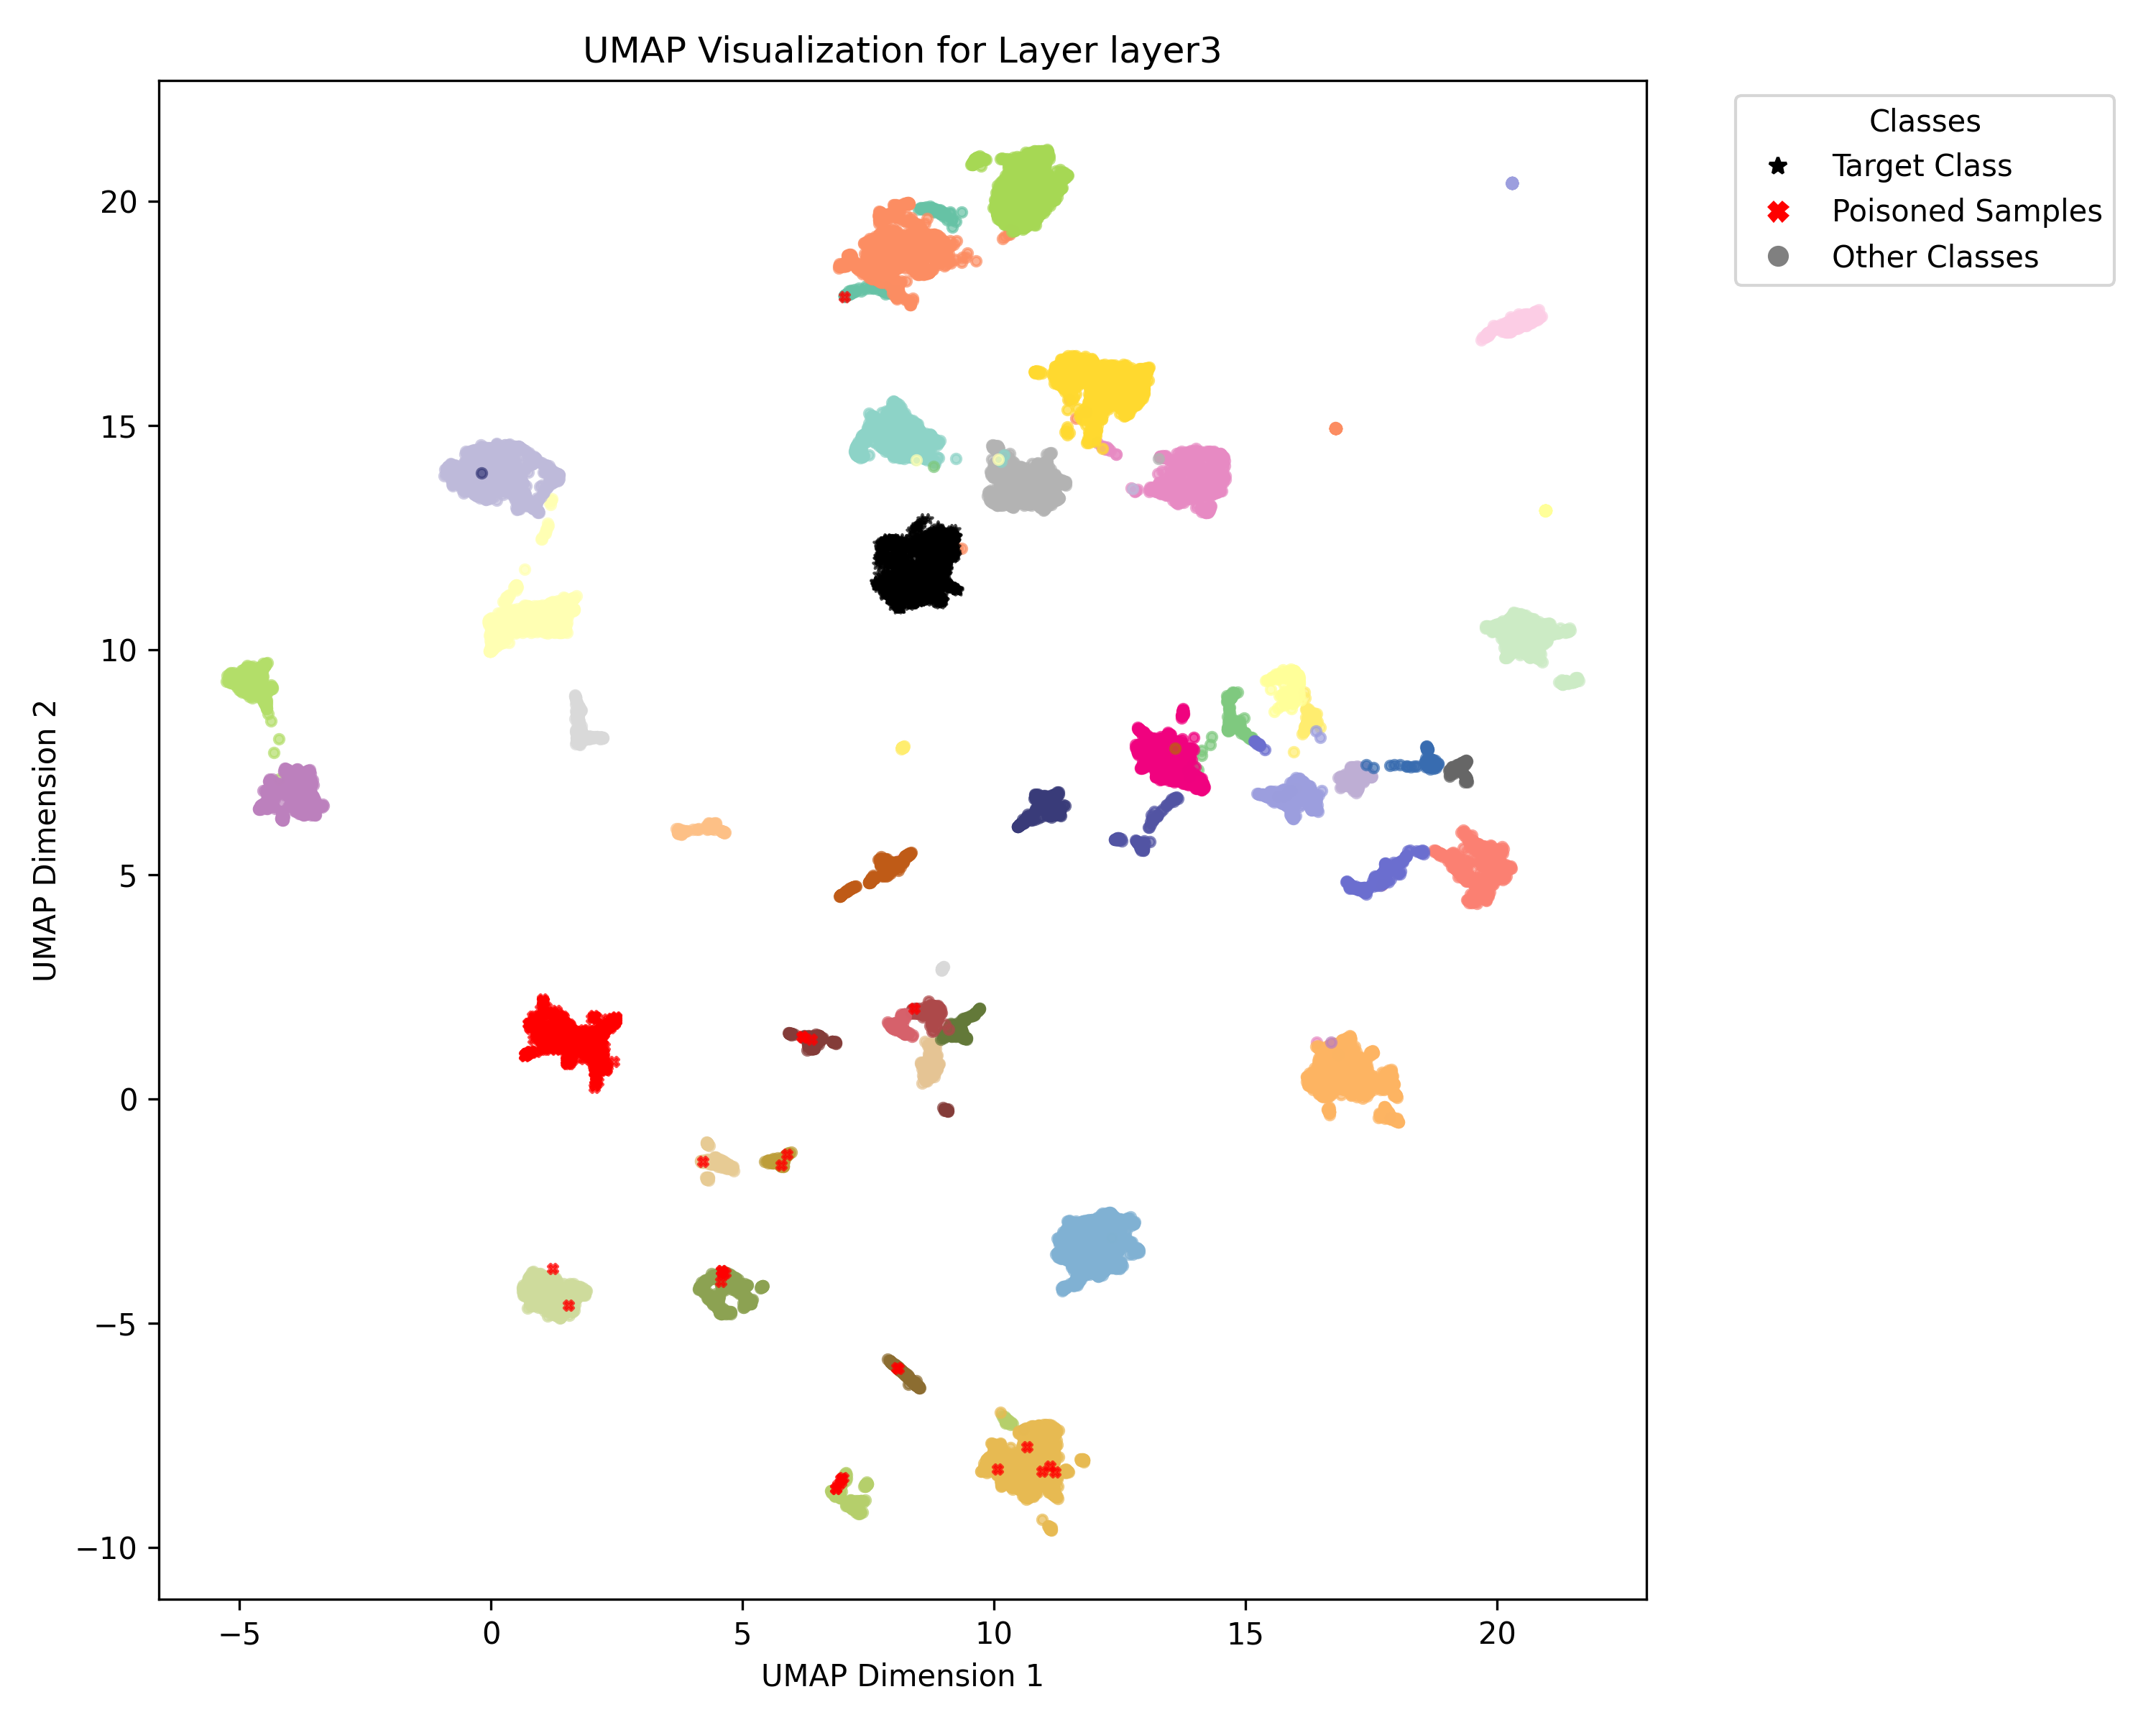 UMAP Visualization for Layer layer3
Classes
Target Class
Poisoned Samples
Other Classes
UMAP Dimension 2
20
15
10
5
0
−5
−10
−5
0
5
10
15
20
UMAP Dimension 1